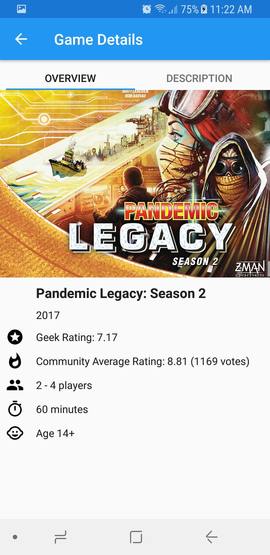 75% 11:22 AM
Game Details
OVERVIEW
DESCRIPTION
PANDEMIC
LEGACY
SEASON 2
Z-MAN
Pandemic Legacy: Season 2
2017
Geek Rating: 7.17
Community Average Rating: 8.81 (1169 votes)
2 - 4 players
60 minutes
Age 14+